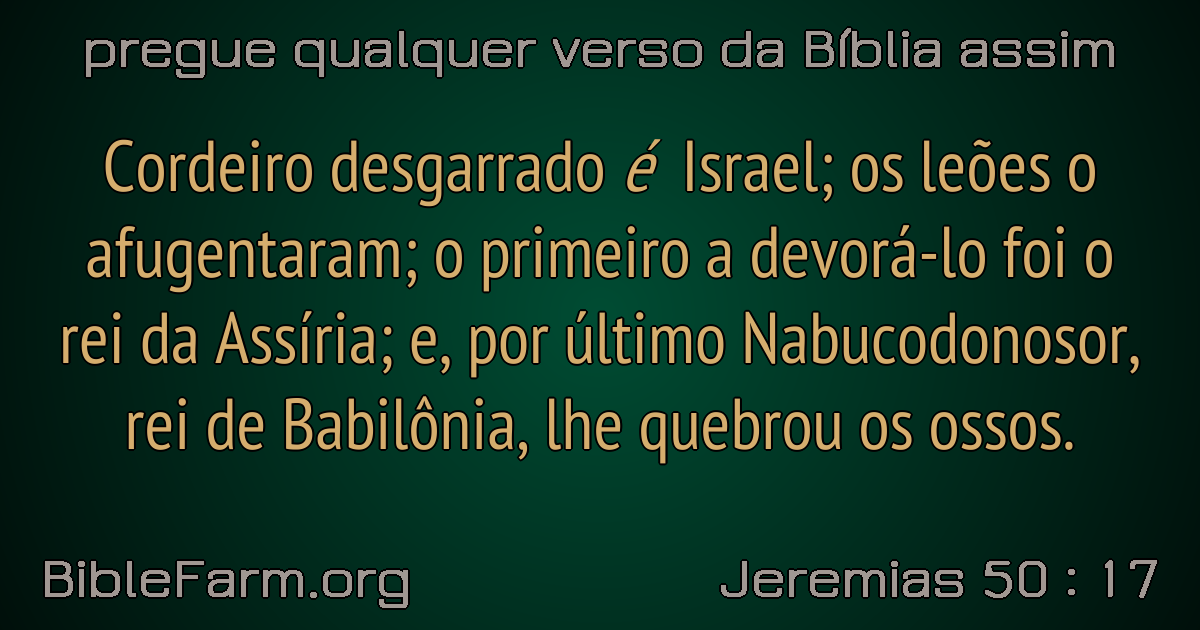 pregue qualquer verso da Bíblia assim
Cordeiro desgarrado é Israel; os leões o
afugentaram; o primeiro a devorá-lo foi o
rei da Assíria; e, por último Nabucodonosor,
rei de Babilônia, lhe quebrou os ossos.
BibleFarm.org
Jeremias 50 : 17